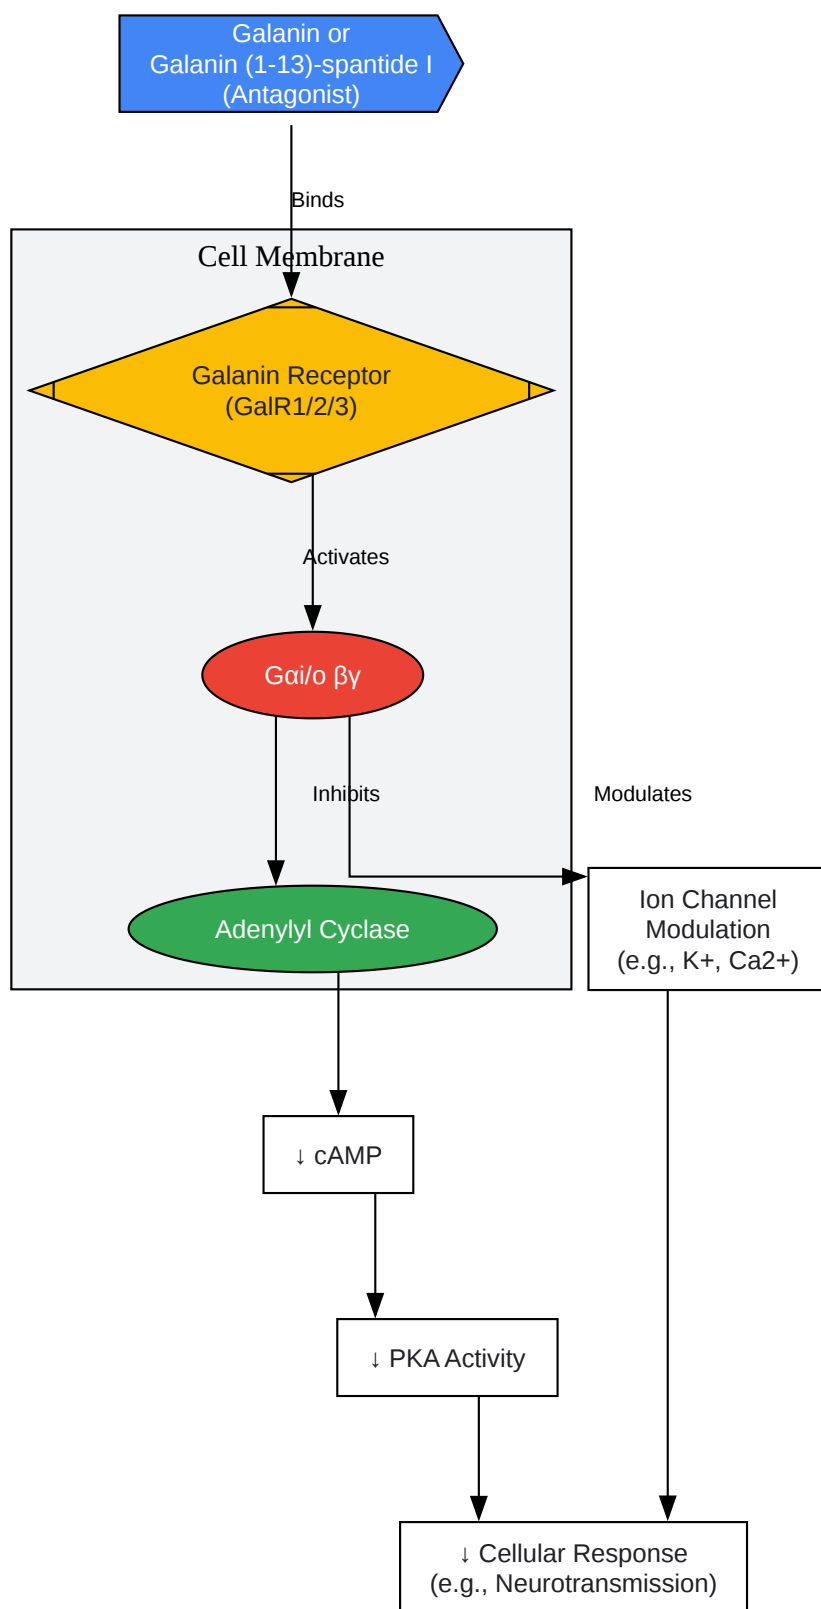 Galanin or
Galanin (1-13)-spantide I
(Antagonist)
Binds
Cell Membrane
Galanin Receptor
(GalR1/2/3)
Activates
Gαi/o βγ
Inhibits
Modulates
Ion Channel
Modulation
(e.g., K+, Ca2+)
Adenylyl Cyclase
↓ cAMP
↓ PKA Activity
↓ Cellular Response
(e.g., Neurotransmission)